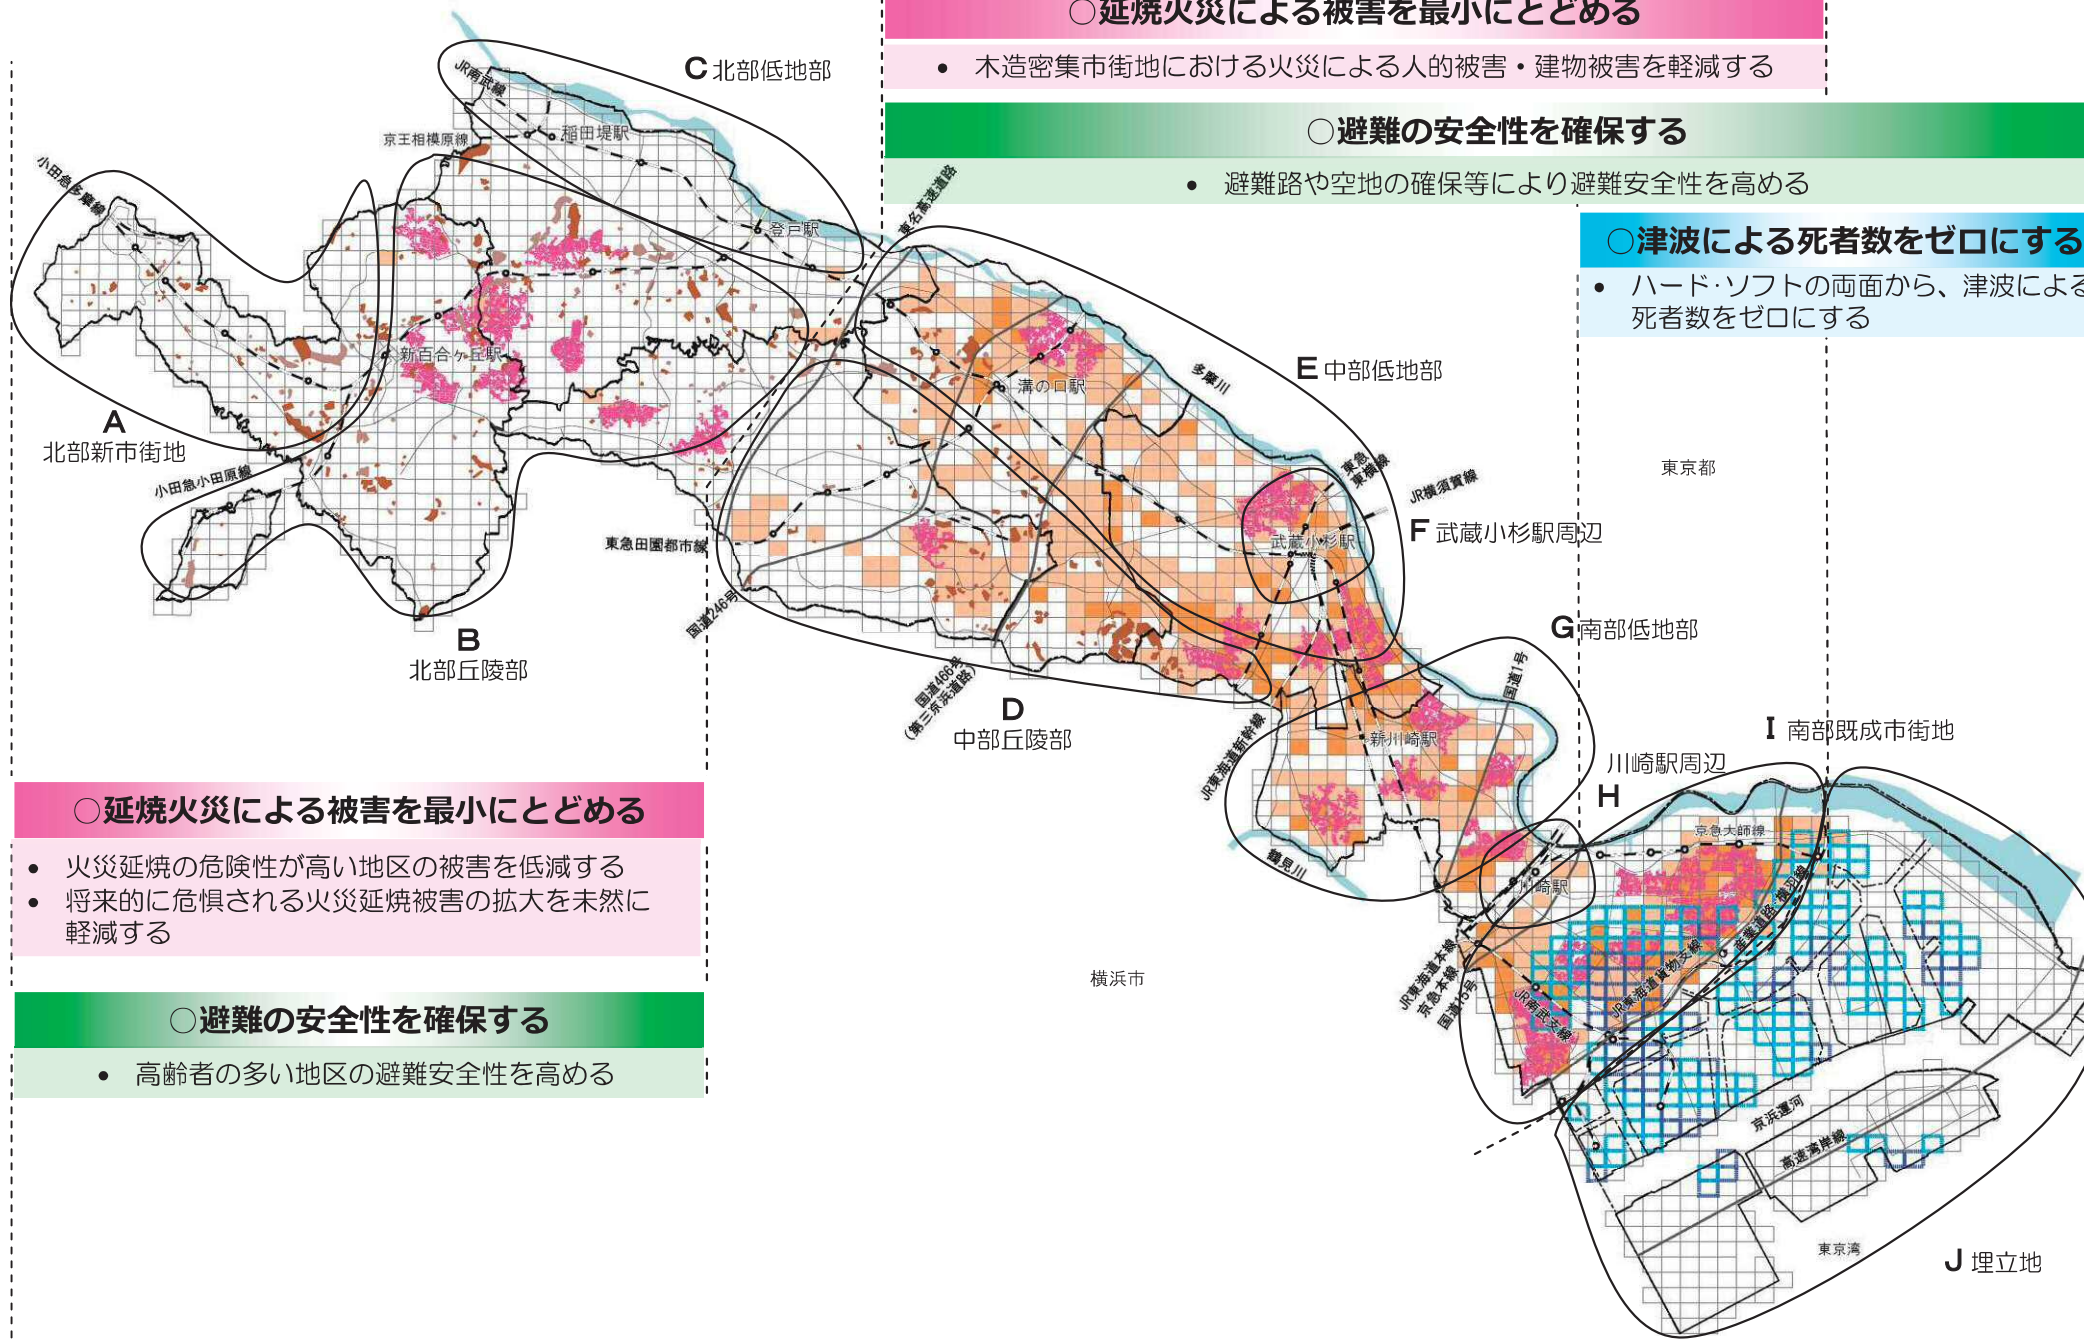 ○延焼火災による被害を最小にとどめる
• 木造密集市街地における火災による人的被害・建物被害を軽減する
○避難の安全性を確保する
• 避難路や空地の確保等により避難安全性を高める
○津波による死者数をゼロにする
• ハード・ソフトの両面から、津波による
死者数をゼロにする
C 北部低地部
JR南武線
稲田堤駅
京王相模原線
小田急多摩線
登戸駅
東名高速道路
新百合ヶ丘駅
溝の口駅
多摩川
E 中部低地部
A
北部新市街地
小田急小田原線
東急
東横線
JR横須賀線
東京都
F 武蔵小杉駅周辺
武蔵小杉駅
東急田園都市線
国道246号
B
北部丘陵部
G 南部低地部
国道1号
国道466号
(第三京浜道路)
D
中部丘陵部
JR東海道新幹線
新川崎駅
I 南部既成市街地
川崎駅周辺
H
京急大師線
鶴見川
川崎駅
産業道路・横羽線
JR東海道貨物支線
JR南武支線
JR東海道本線
京急本線
国道15号
横浜市
京浜運河
高速湾岸線
東京湾
J 埋立地
○延焼火災による被害を最小にとどめる
• 火災延焼の危険性が高い地区の被害を低減する
• 将来的に危惧される火災延焼被害の拡大を未然に
軽減する
○避難の安全性を確保する
• 高齢者の多い地区の避難安全性を高める